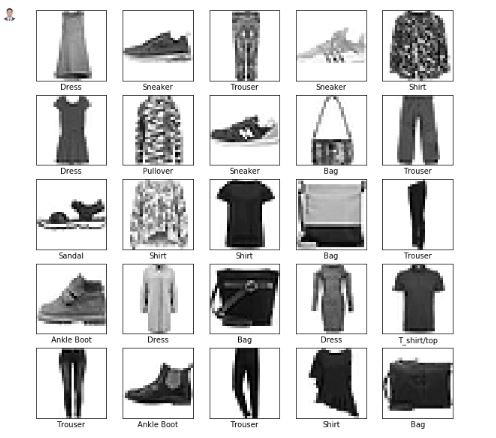 Dress Sneaker Trouser Sneaker Shirt
Dress Pullover Sneaker Bag Trouser
Sandal Shirt Shirt Bag Trouser
Ankle Boot Dress Bag Dress T_shirt/top
Trouser Ankle Boot Trouser Shirt Bag